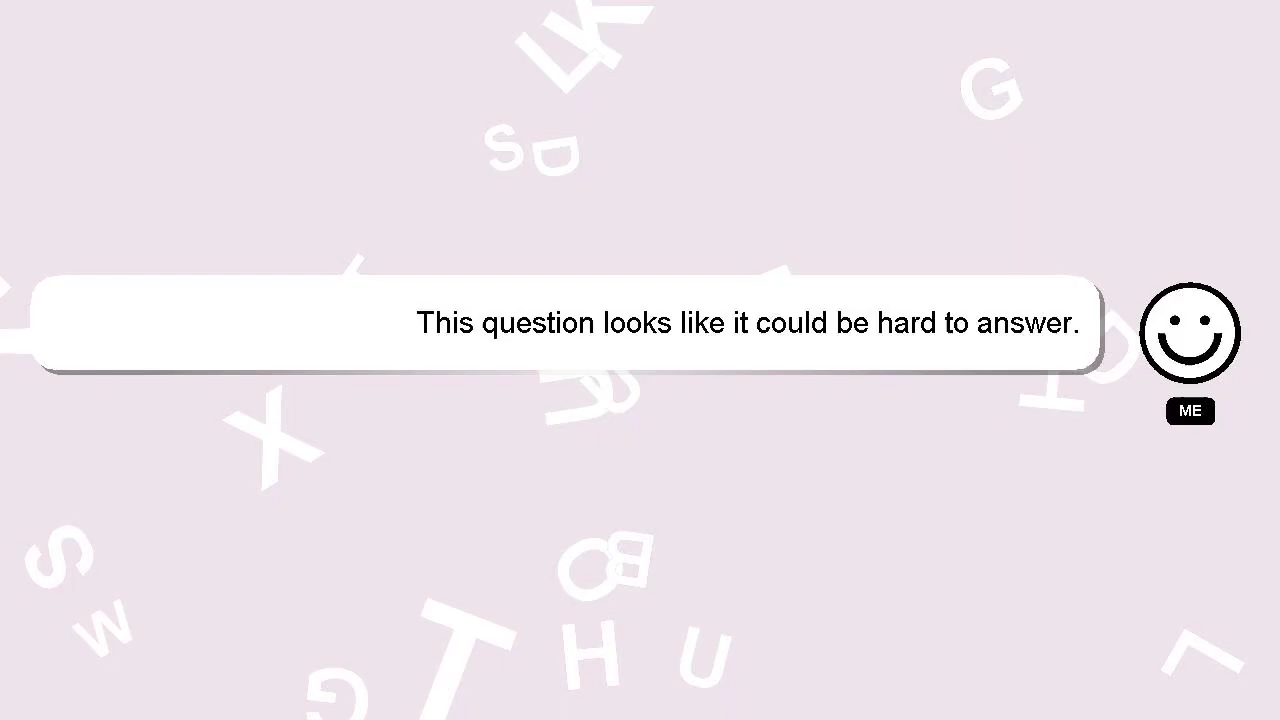 L K
G
S D
This question looks like it could be hard to answer.
ME
D
H
U
X
S
C B
W
T
H
U
L
G